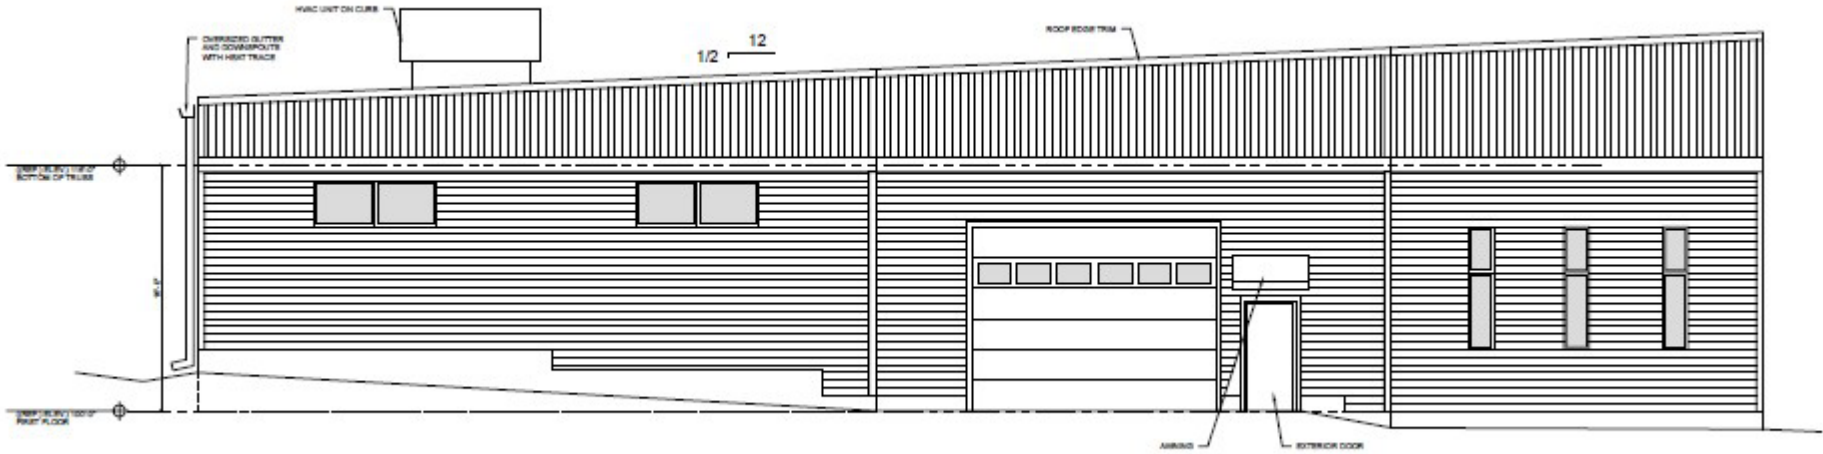 HVAC UNIT ON CURB
OVERSIZED GUTTER
AND DOWNSPOUTS
WITH HEAT TRACE
12
1/2
ROOF EDGE TRIM
BOTTOM OF TRUSS
FIRST FLOOR
AWNING
EXTERIOR DOOR